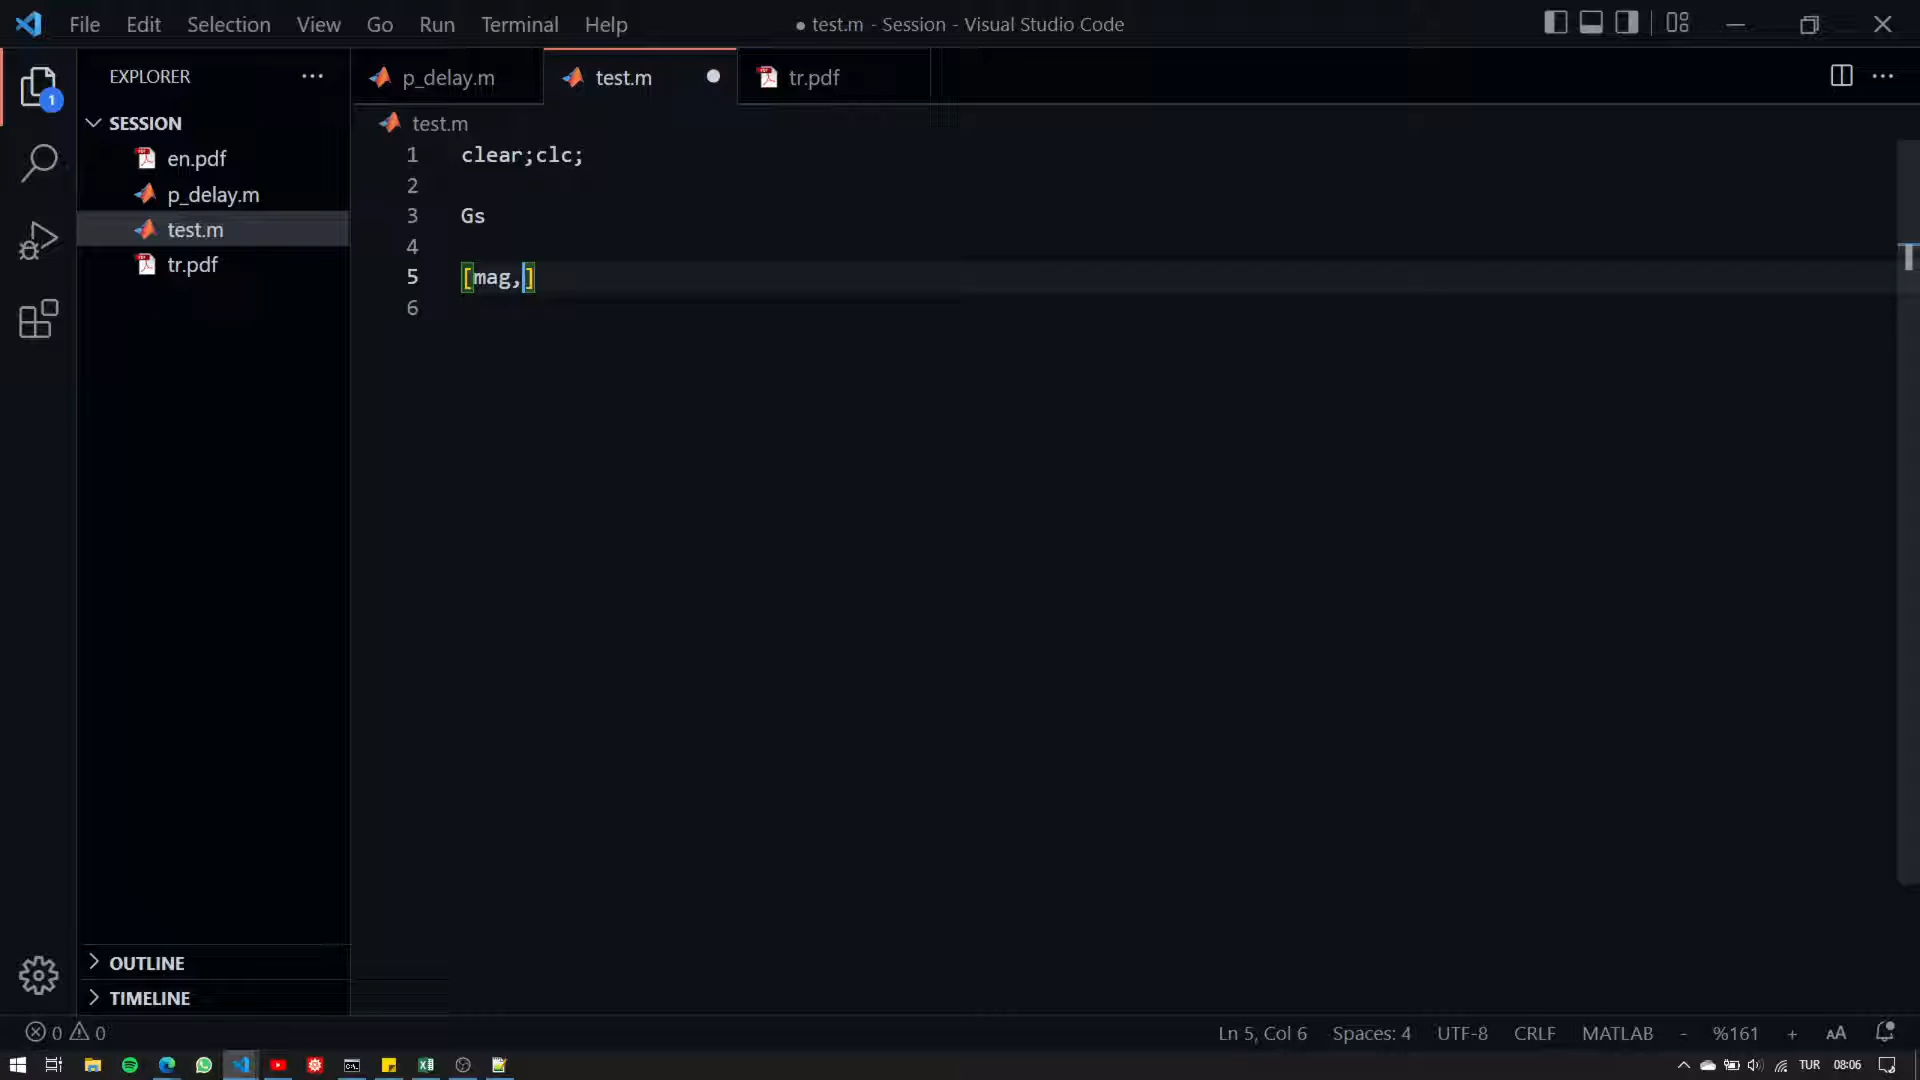 File Edit Selection View Go Run Terminal Help
● test.m - Session - Visual Studio Code
EXPLORER
p_delay.m
test.m
tr.pdf
1
SESSION
en.pdf
p_delay.m
test.m
tr.pdf
test.m
1 clear;clc;
2
3 Gs
4
5 [mag,]
6
OUTLINE
TIMELINE
0 0
Ln 5, Col 6 Spaces: 4 UTF-8 CRLF MATLAB - %161 + AA
TUR 08:06